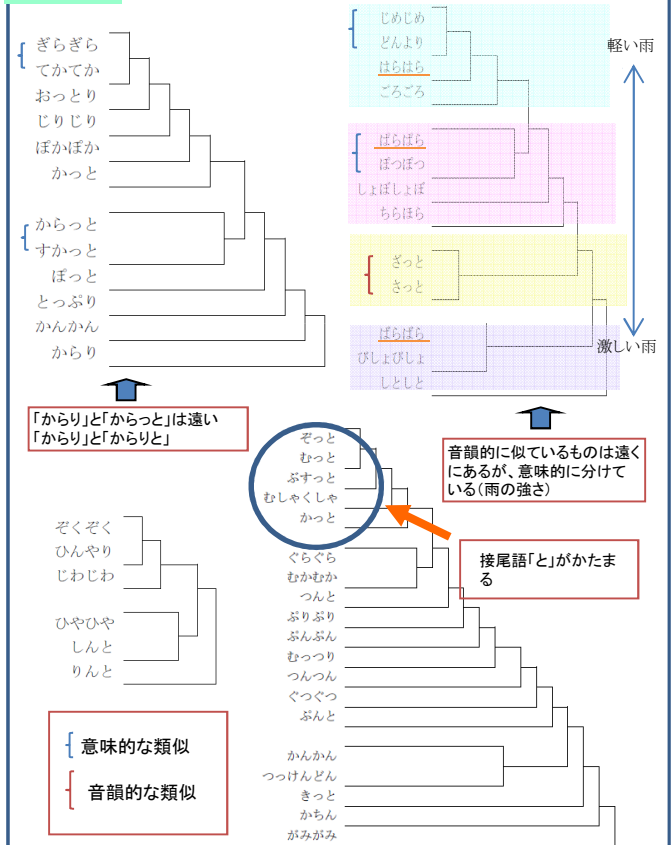 ぎらぎら
てかてか
おっとり
じりじり
ぽかぽか
かっと
からっと
すかっと
ぽっと
とっぷり
かんかん
からり
「からり」と「からっと」は遠い
「からり」と「からりと」
じめじめ
どんより
はらはら
ごろごろ
ぱらぱら
ぽつぽつ
しょぼしょぼ
ちらほら
ざっと
さっと
ばらばら
びしょびしょ
しとしと
軽い雨
激しい雨
音韻的に似ているものは遠く
にあるが、意味的に分けて
いる(雨の強さ)
ぞっと
むっと
ぶすっと
むしゃくしゃ
かっと
ぐらぐら
むかむか
つんと
ぷりぷり
ぷんぷん
むっつり
つんつん
ぐつぐつ
ぷんと
かんかん
つっけんどん
きっと
かちん
がみがみ
接尾語「と」がかたま
る
ぞくぞく
ひんやり
じわじわ
ひやひや
しんと
りんと
意味的な類似
音韻的な類似